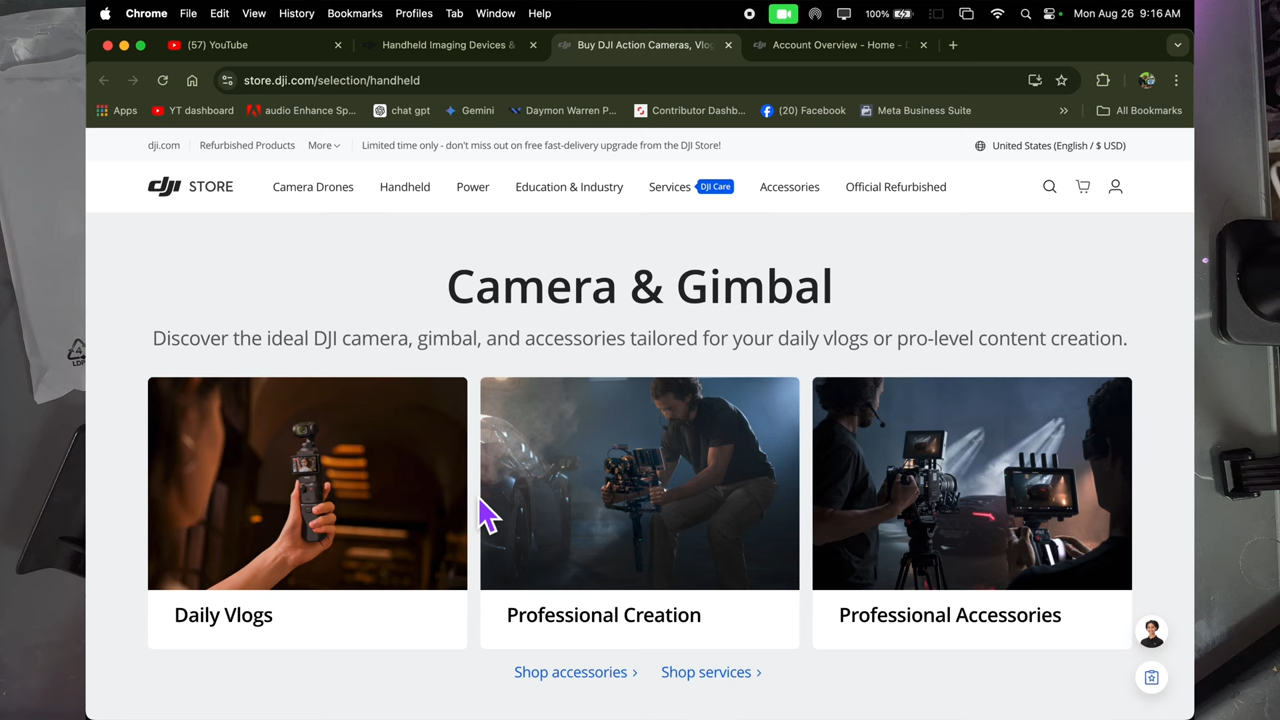 Chrome File Edit View History Bookmarks Profiles Tab Window Help 100% Mon Aug 26 9:16 AM
(57) YouTube Handheld Imaging Devices & Buy DJI Action Cameras, Vlog Account Overview - Home -
store.dji.com/selection/handheld
Apps YT dashboard audio Enhance Sp... chat gpt Gemini Daymon Warren P... Contributor Dashb... (20) Facebook Meta Business Suite » All Bookmarks
dji.com Refurbished Products More Limited time only - don't miss out on free fast-delivery upgrade from the DJI Store! United States (English / $ USD)
dji STORE Camera Drones Handheld Power Education & Industry Services DJI Care Accessories Official Refurbished
Camera & Gimbal
Discover the ideal DJI camera, gimbal, and accessories tailored for your daily vlogs or pro-level content creation.
Daily Vlogs Professional Creation Professional Accessories
Shop accessories › Shop services ›